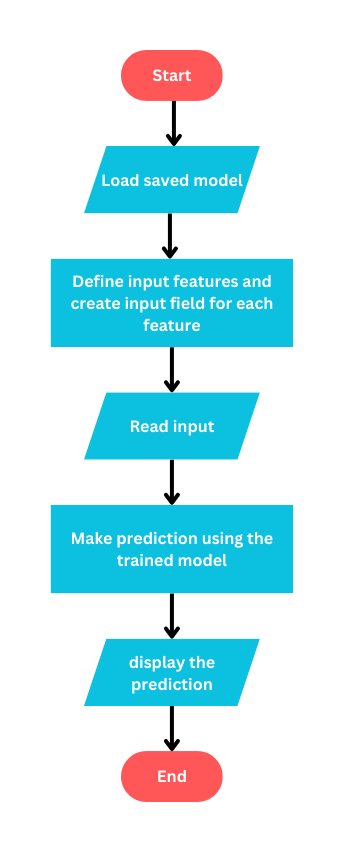 Start
Load saved model
Define input features and
create input field for each
feature
Read input
Make prediction using the
trained model
display the
prediction
End